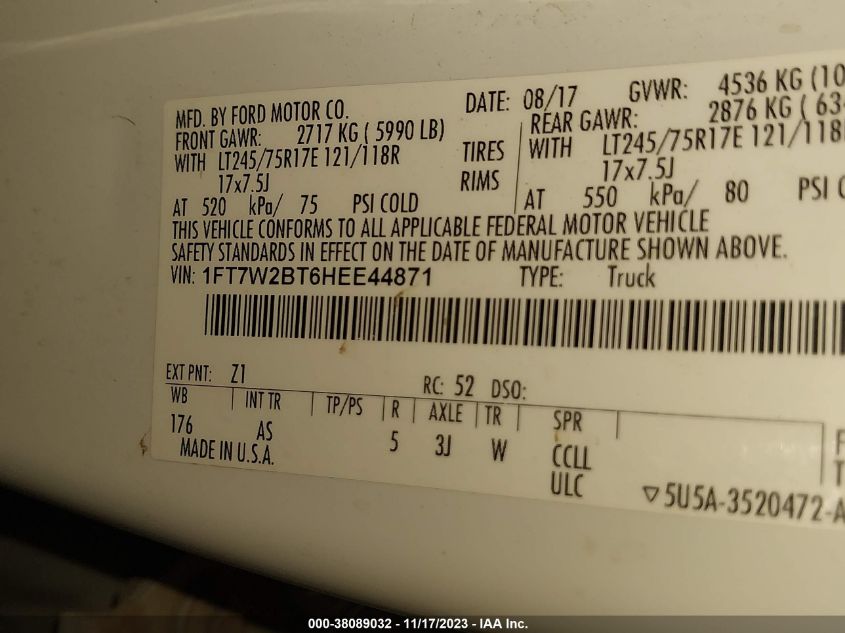 MFD. BY FORD MOTOR CO.
DATE: 08/17
GVWR: 4536 KG (10
FRONT GAWR: 2717 KG ( 5990 LB)
REAR GAWR: 2876 KG ( 634
WITH LT245/75R17E 121/118R TIRES
WITH LT245/75R17E 121/118
17x7.5J RIMS
17x7.5J
AT 520 kPa/ 75 PSI COLD
AT 550 kPa/ 80 PSI C
THIS VEHICLE CONFORMS TO ALL APPLICABLE FEDERAL MOTOR VEHICLE
SAFETY STANDARDS IN EFFECT ON THE DATE OF MANUFACTURE SHOWN ABOVE.
VIN: 1FT7W2BT6HEE44871 TYPE: Truck
EXT PNT: Z1 RC: 52 DSO:
WB INT TR TP/PS R AXLE TR SPR
176 AS 5 3J W CCLL
MADE IN U.S.A. ULC
▽5U5A-3520472-A
000-38089032 - 11/17/2023 - IAA Inc.